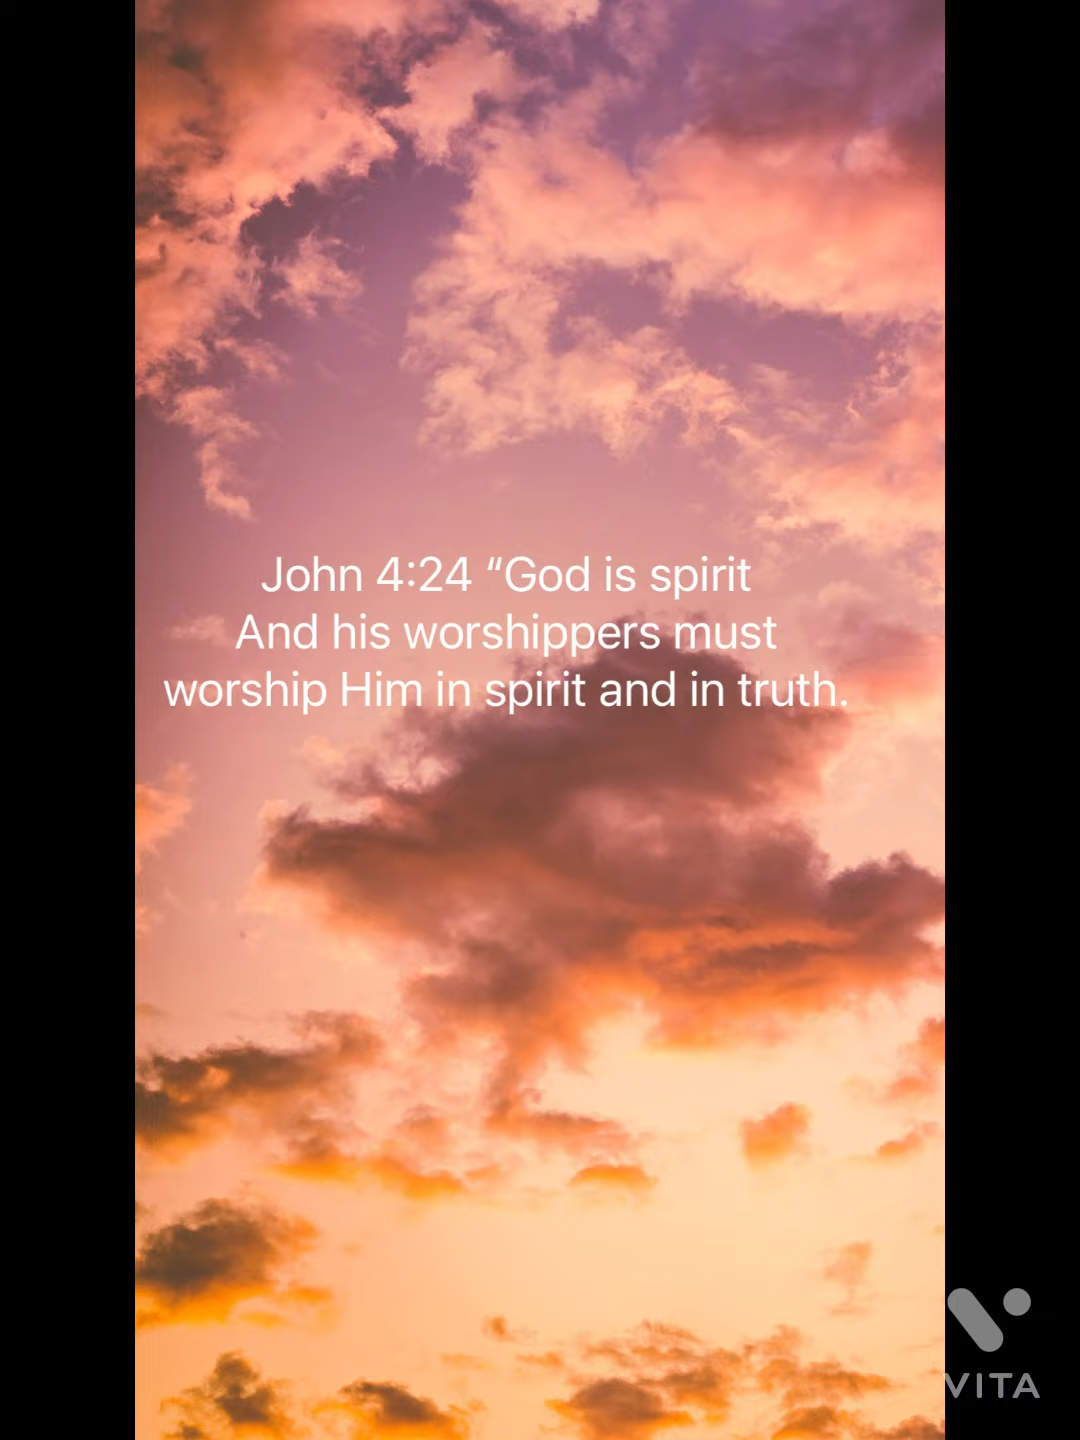 John 4:24 “God is spirit
And his worshippers must
worship Him in spirit and in truth.
VITA